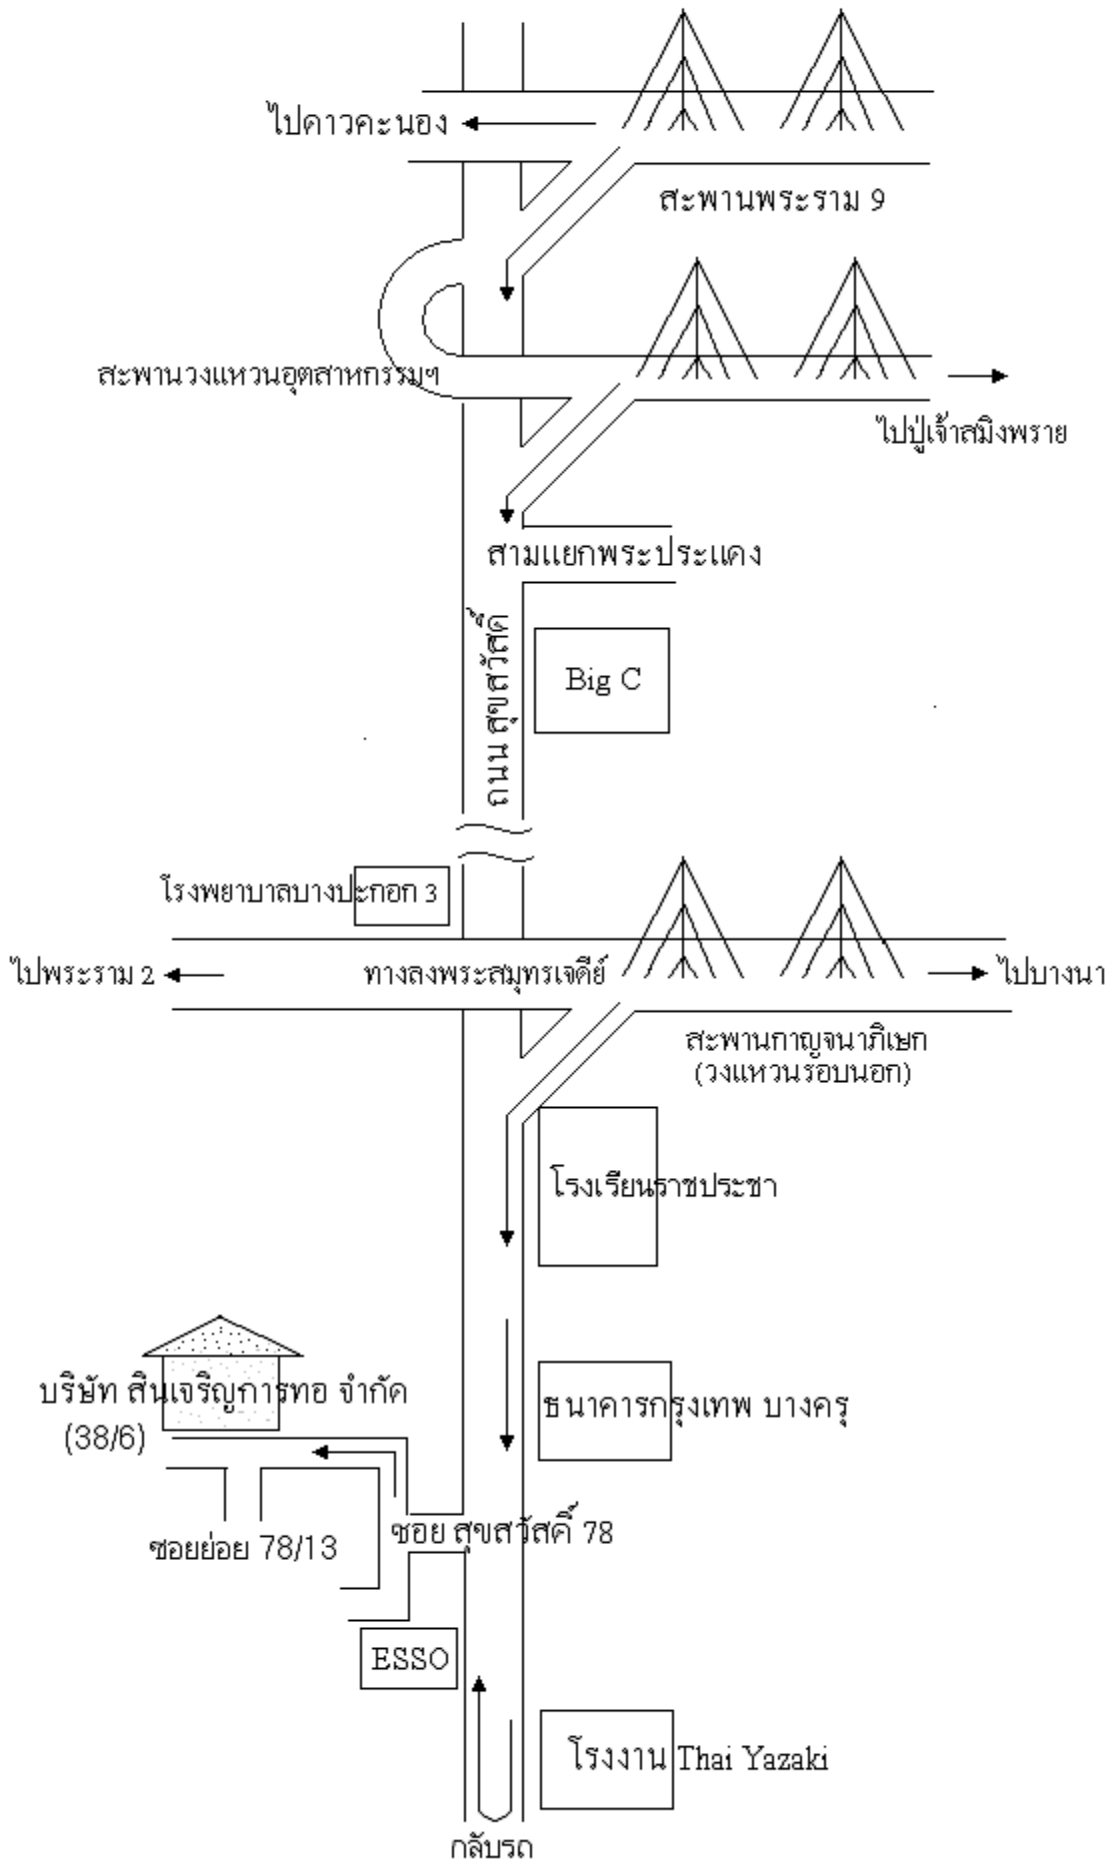 ไปดาวคะนอง
สะพานพระราม 9
สะพานวงแหวนอุตสาหกรรมฯ
ไปปู่เจ้าสมิงพราย
สามแยกพระประแดง
ถนน สุขสวัสดิ์
Big C
โรงพยาบาลบางปะกอก 3
ไปพระราม 2
ทางลงพระสมุทรเจดีย์
ไปบางนา
สะพานกาญจนาภิเษก
(วงแหวนรอบนอก)
โรงเรียนราชประชา
บริษัท สินเจริญการทอ จำกัด
(38/6)
ธนาคารกรุงเทพ บางครุ
ซอย สุขสวัสดิ์ 78
ซอยย่อย 78/13
ESSO
โรงงาน Thai Yazaki
กลับรถ